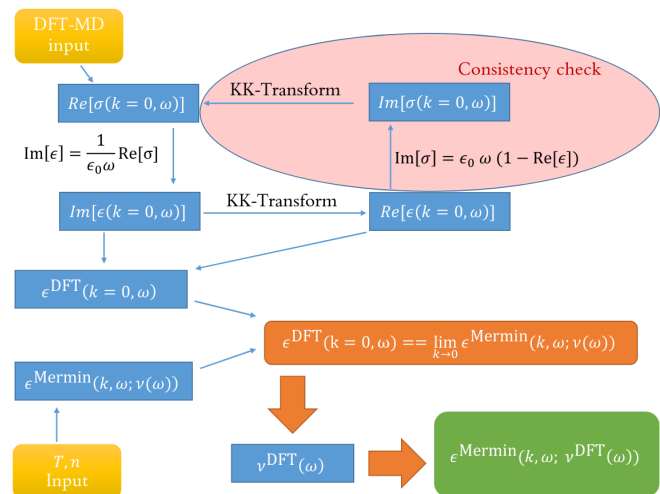 DFT-MD
input
Consistency check
KK-Transform
Re[σ(k = 0, ω)]
Im[σ(k = 0, ω)]
Im[ϵ] = 1/(ϵ₀ω) Re[σ]
Im[σ] = ϵ₀ ω (1 − Re[ϵ])
Im[ϵ(k = 0, ω)]
KK-Transform
Re[ϵ(k = 0, ω)]
ϵ^DFT(k = 0, ω)
ϵ^DFT(k = 0, ω) == lim k→0 ϵ^Mermin(k, ω; ν(ω))
ϵ^Mermin(k, ω; ν(ω))
T, n
Input
ν^DFT(ω)
ϵ^Mermin(k, ω; ν^DFT(ω))